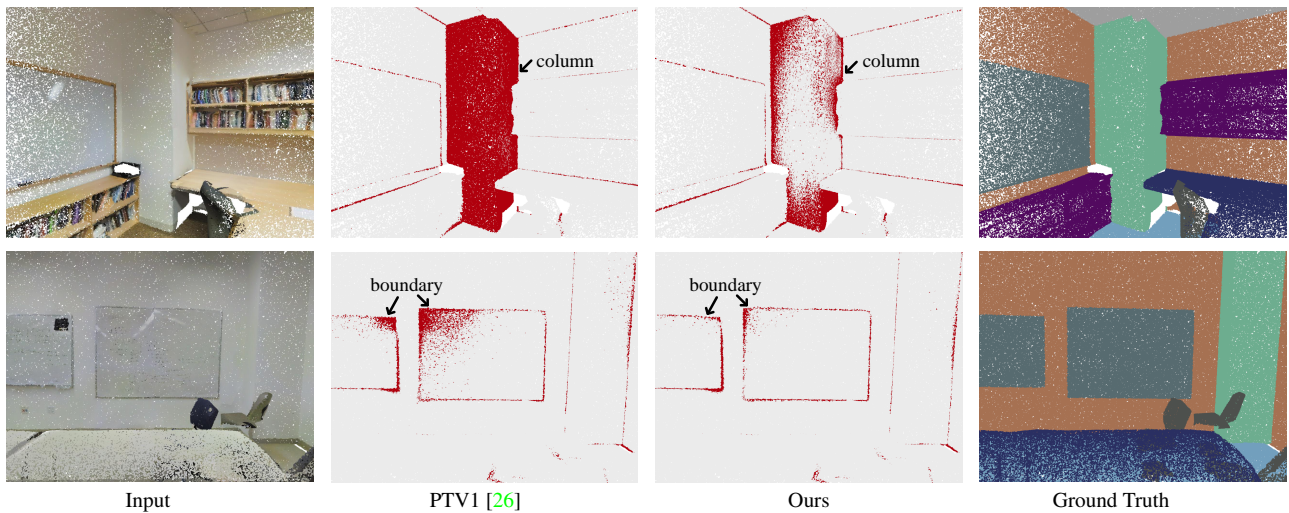 column
column
boundary
boundary
Input
PTV1 [26]
Ours
Ground Truth